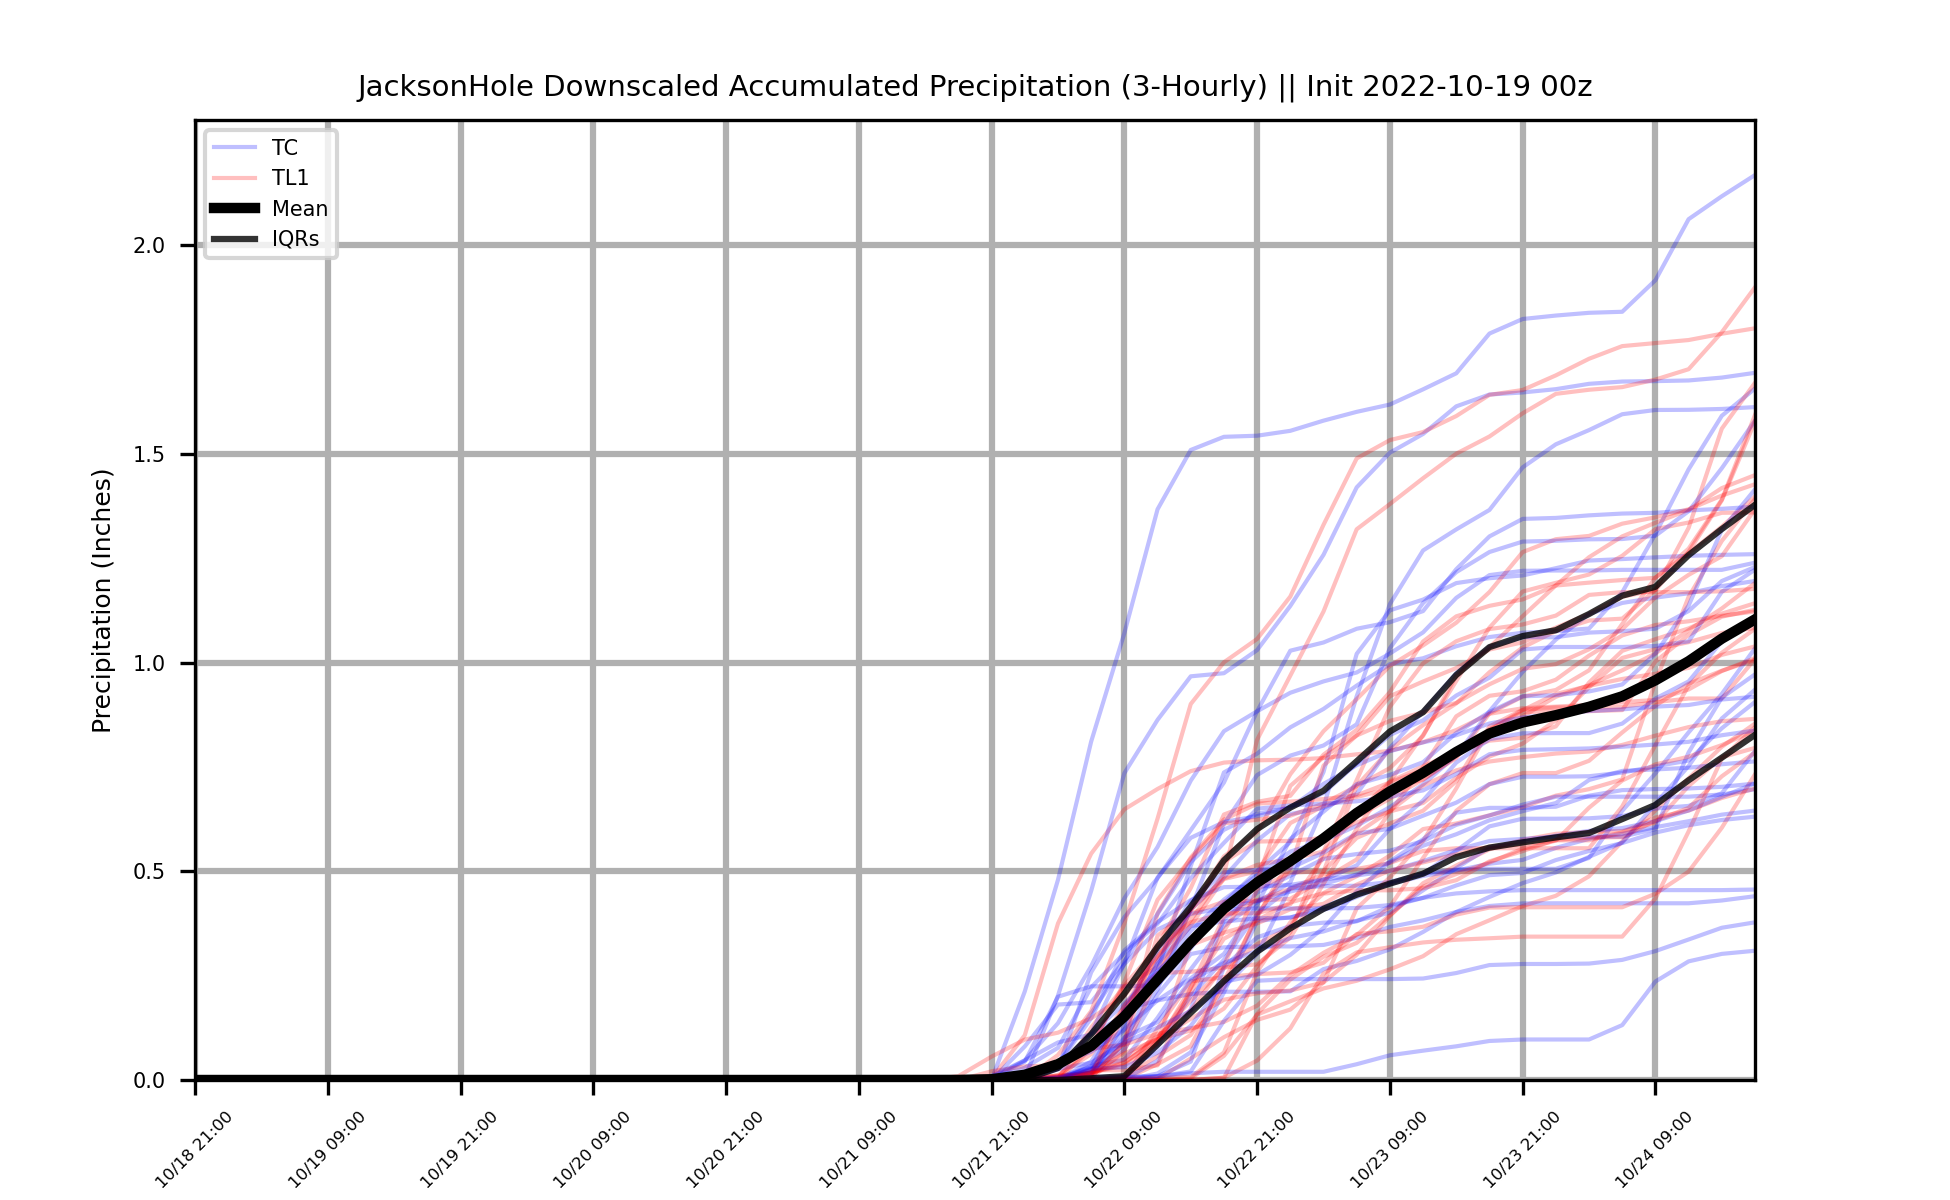 JacksonHole Downscaled Accumulated Precipitation (3-Hourly) || Init 2022-10-19 00z
TC
TL1
Mean
IQRs
Precipitation (Inches)
2.0
1.5
1.0
0.5
0.0
10/18 21:00
10/19 09:00
10/19 21:00
10/20 09:00
10/20 21:00
10/21 09:00
10/21 21:00
10/22 09:00
10/22 21:00
10/23 09:00
10/23 21:00
10/24 09:00